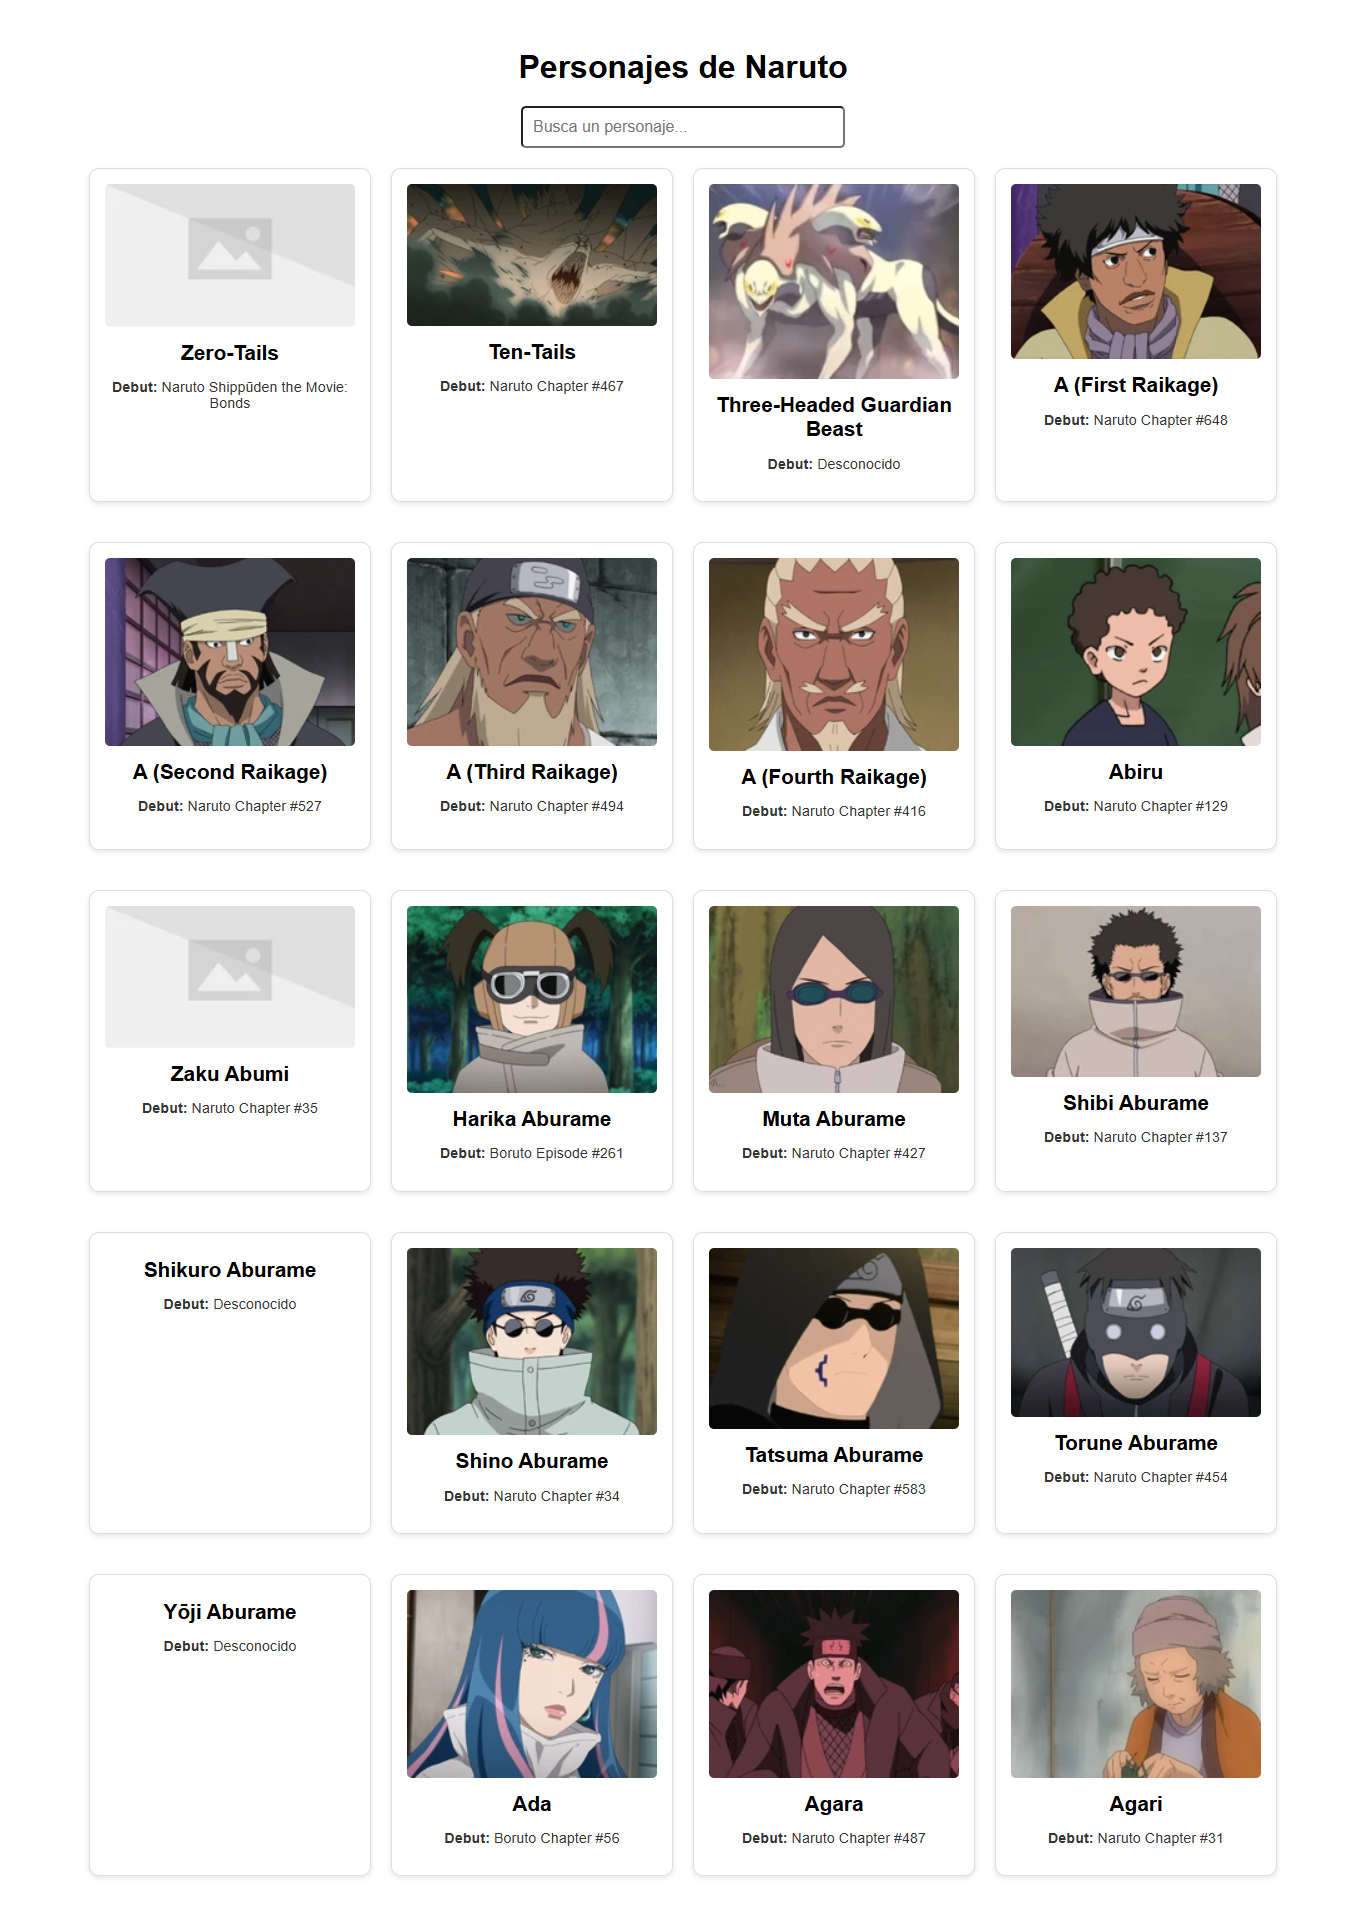 Personajes de Naruto
Busca un personaje...
Zero-Tails
Debut: Naruto Shippūden the Movie:
Bonds
Ten-Tails
Debut: Naruto Chapter #467
Three-Headed Guardian
Beast
Debut: Desconocido
A (First Raikage)
Debut: Naruto Chapter #648
A (Second Raikage)
Debut: Naruto Chapter #527
A (Third Raikage)
Debut: Naruto Chapter #494
A (Fourth Raikage)
Debut: Naruto Chapter #416
Abiru
Debut: Naruto Chapter #129
Zaku Abumi
Debut: Naruto Chapter #35
Harika Aburame
Debut: Boruto Episode #261
Muta Aburame
Debut: Naruto Chapter #427
Shibi Aburame
Debut: Naruto Chapter #137
Shikuro Aburame
Debut: Desconocido
Shino Aburame
Debut: Naruto Chapter #34
Tatsuma Aburame
Debut: Naruto Chapter #583
Torune Aburame
Debut: Naruto Chapter #454
Yōji Aburame
Debut: Desconocido
Ada
Debut: Boruto Chapter #56
Agara
Debut: Naruto Chapter #487
Agari
Debut: Naruto Chapter #31